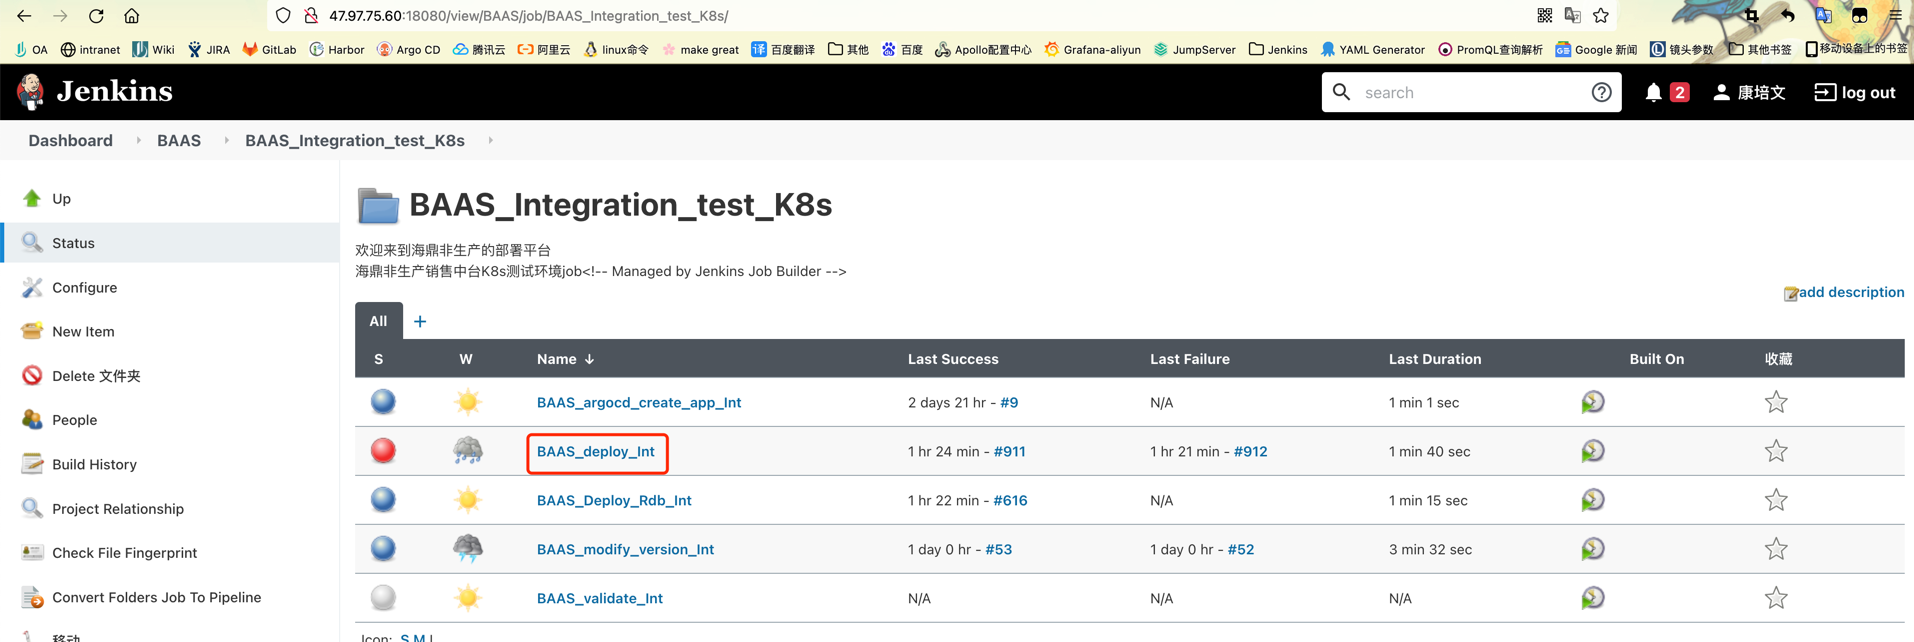 47.97.75.60:18080/view/BAAS/job/BAAS_Integration_test_K8s/
OA intranet Wiki JIRA GitLab Harbor Argo CD 腾讯云 阿里云 linux命令 make great 译 百度翻译 其他 百度 Apollo配置中心 Grafana-aliyun JumpServer Jenkins YAML Generator PromQL查询解析 Google 新闻 镜头参数 其他书签 移动设备上的书签
Jenkins search 2 康培文 log out
Dashboard BAAS BAAS_Integration_test_K8s
Up
Status
Configure
New Item
Delete 文件夹
People
Build History
Project Relationship
Check File Fingerprint
Convert Folders Job To Pipeline
移动
BAAS_Integration_test_K8s
欢迎来到海鼎非生产的部署平台
海鼎非生产销售中台K8s测试环境job<!-- Managed by Jenkins Job Builder -->
add description
All +
S W Name ↓ Last Success Last Failure Last Duration Built On 收藏
BAAS_argocd_create_app_Int 2 days 21 hr - #9 N/A 1 min 1 sec
BAAS_deploy_Int 1 hr 24 min - #911 1 hr 21 min - #912 1 min 40 sec
BAAS_Deploy_Rdb_Int 1 hr 22 min - #616 N/A 1 min 15 sec
BAAS_modify_version_Int 1 day 0 hr - #53 1 day 0 hr - #52 3 min 32 sec
BAAS_validate_Int N/A N/A N/A
Icon: S M L